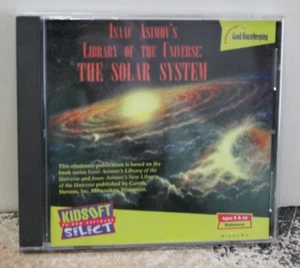 Isaac Asimov's
Library of the Universe:
THE SOLAR SYSTEM
Good Housekeeping
This electronic publication is based on the
book series Isaac Asimov's Library of the
Universe and Isaac Asimov's New Library
of the Universe published by Gareth
Stevens, Inc., Milwaukee, Wisconsin.
KIDSOFT
SELECT
Ages 8 & up
Reference